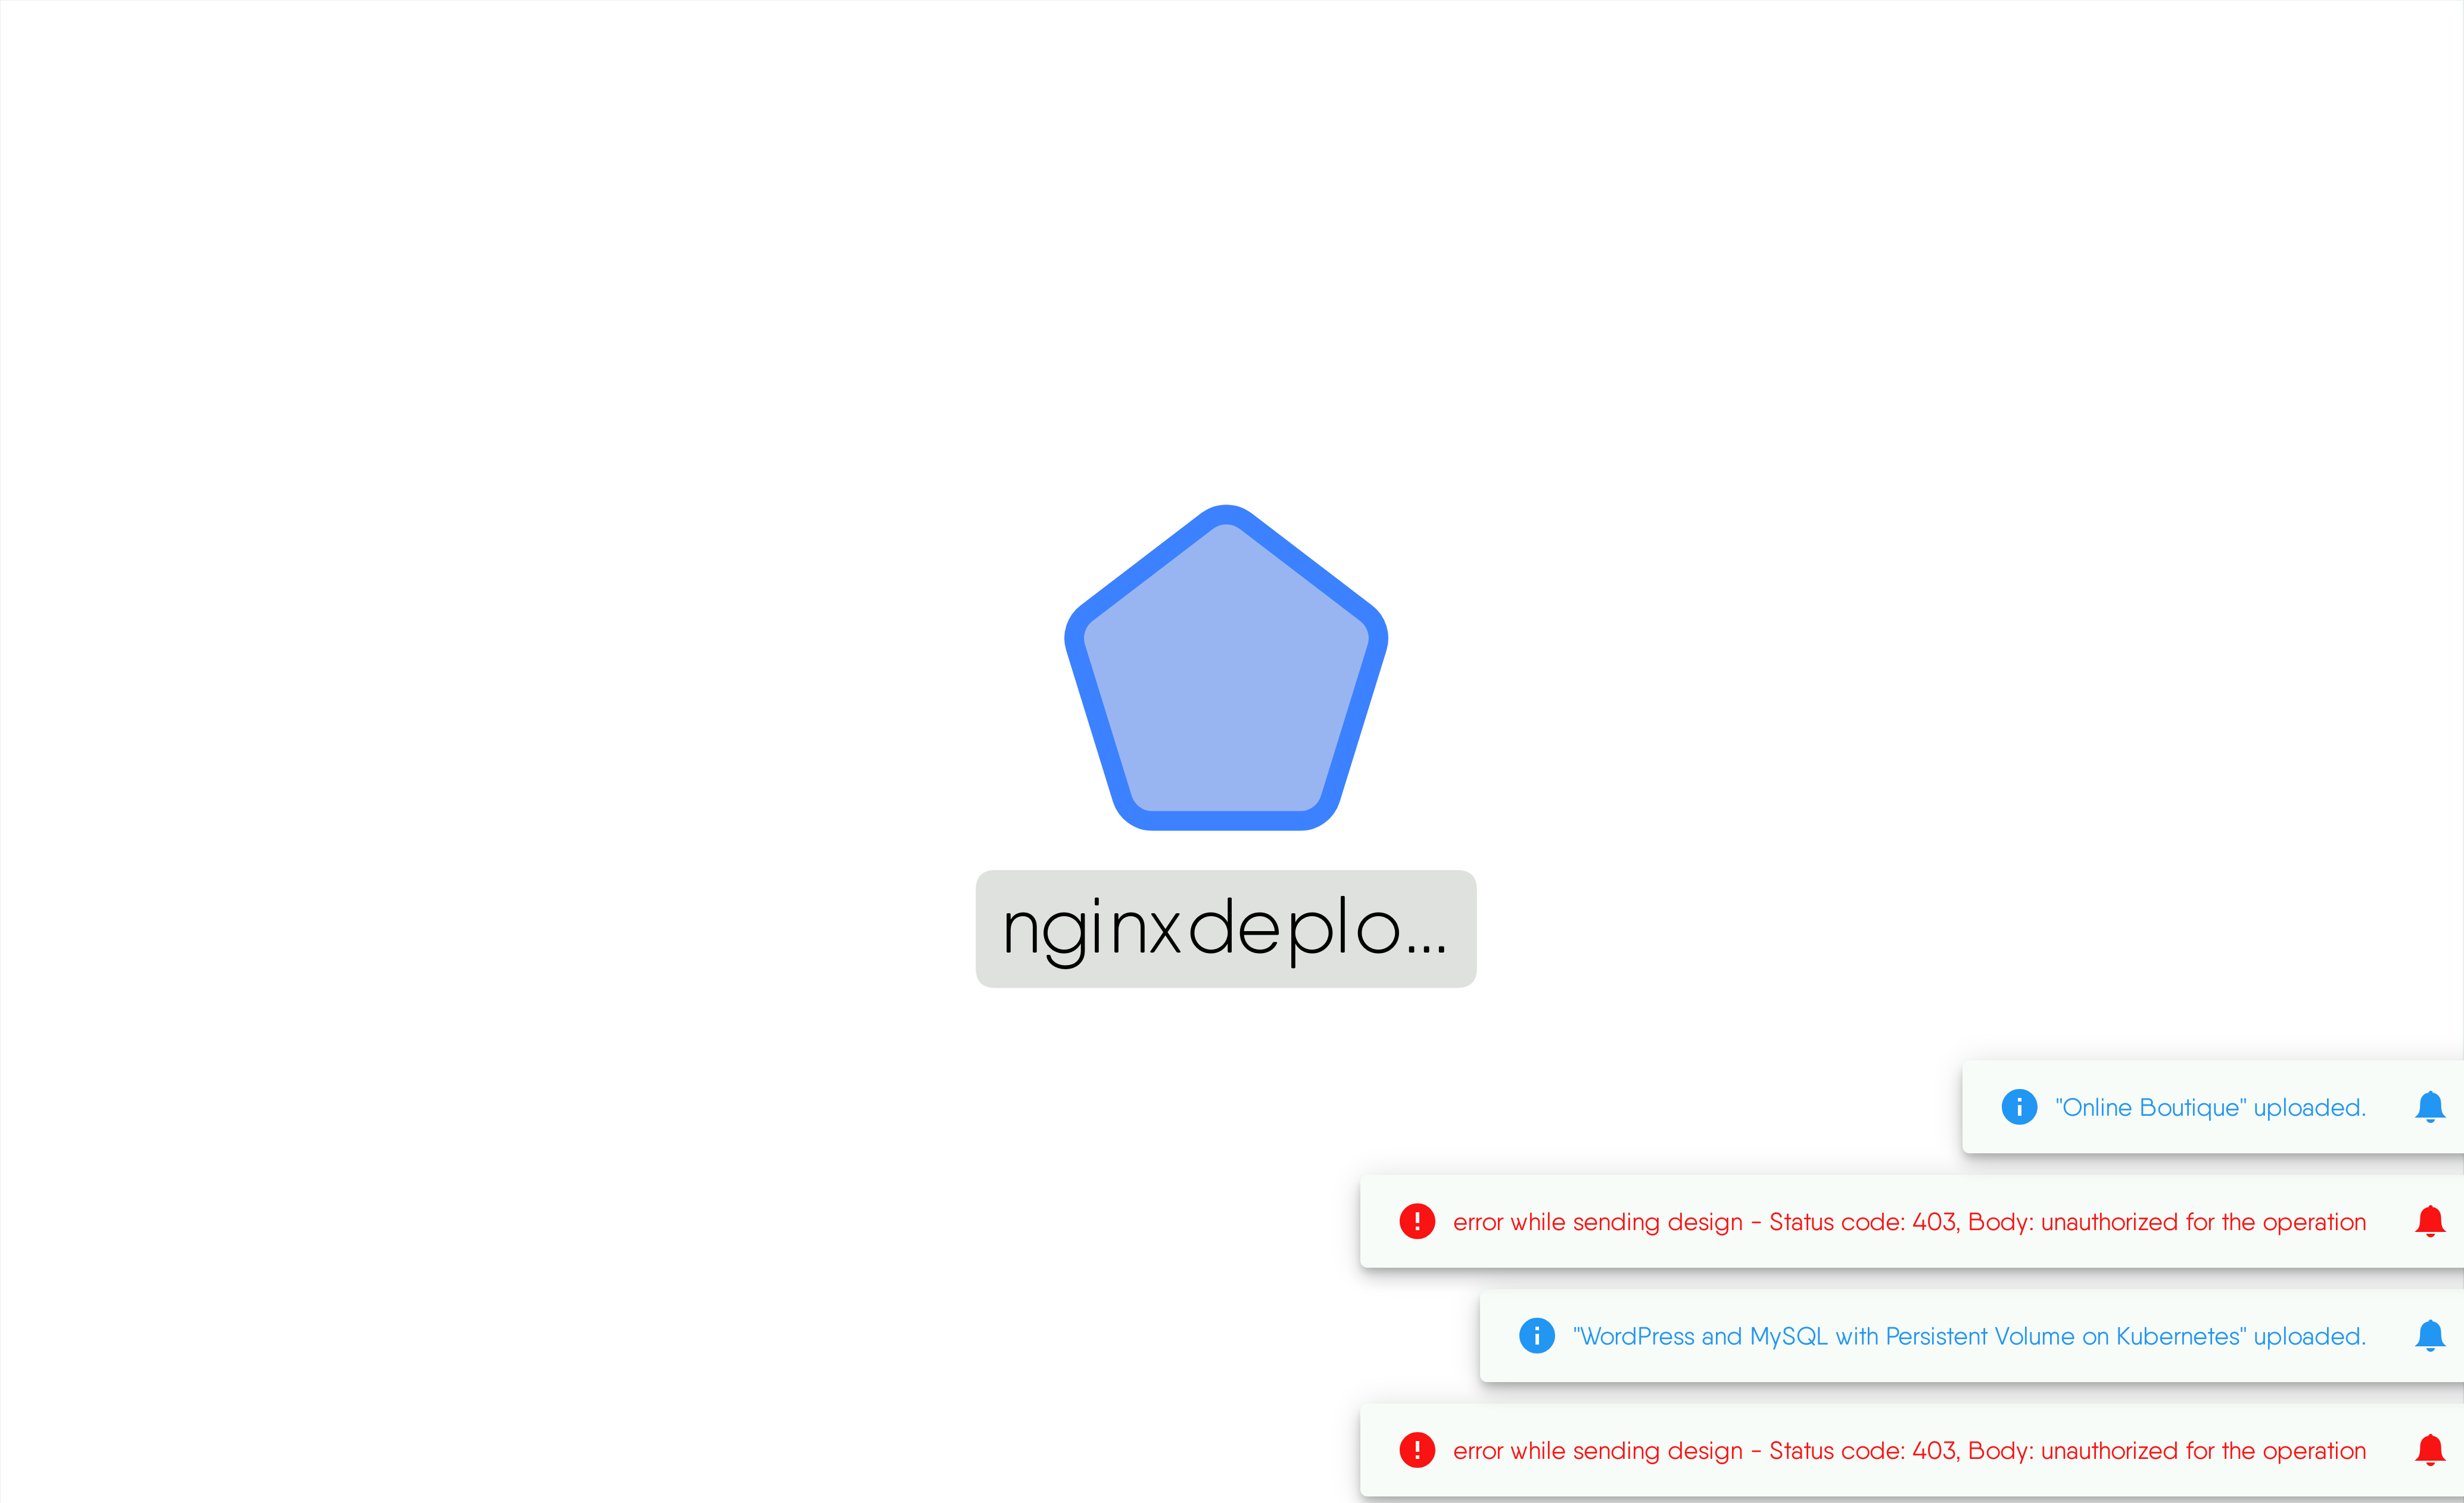 nginxdeplo...
"Online Boutique" uploaded.
error while sending design - Status code: 403, Body: unauthorized for the operation
"WordPress and MySQL with Persistent Volume on Kubernetes" uploaded.
error while sending design - Status code: 403, Body: unauthorized for the operation